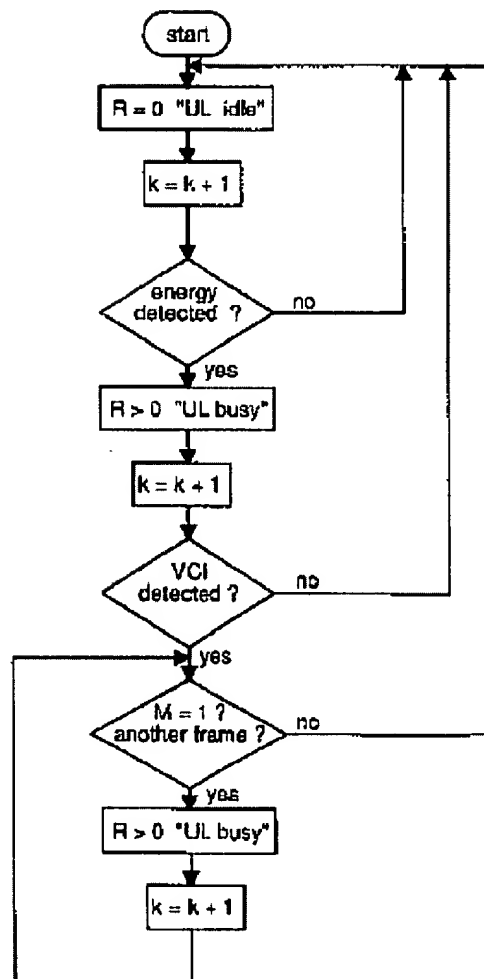 start
R = 0 "UL idle"
k = k + 1
energy
detected ?
no
yes
R > 0 "UL busy"
k = k + 1
VCI
detected ?
no
yes
M = 1 ?
another frame ?
no
yes
R > 0 "UL busy"
k = k + 1